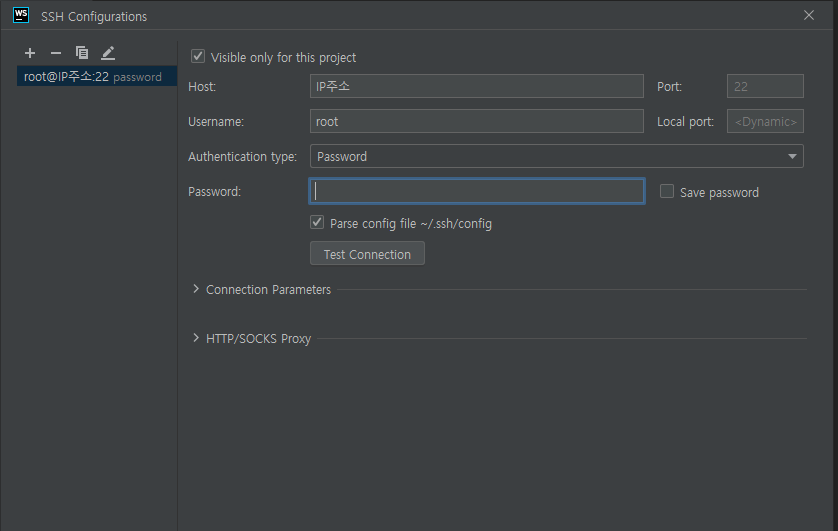 WS SSH Configurations
root@IP주소:22 password
Visible only for this project
Host: IP주소 Port: 22
Username: root Local port: <Dynamic>
Authentication type: Password
Password: Save password
Parse config file ~/.ssh/config
Test Connection
Connection Parameters
HTTP/SOCKS Proxy